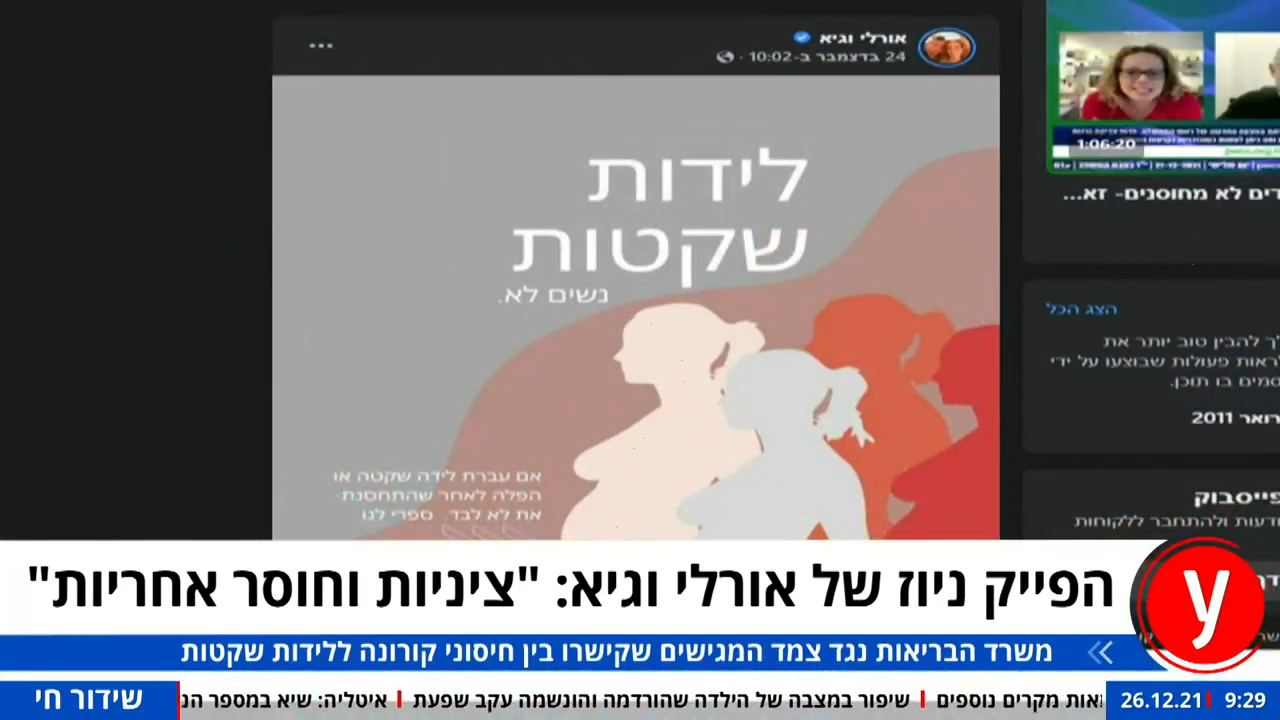 אורלי וגיא
24 בדצמבר ב-10:02
לידות
שקטות
נשים לא.
אם עברת לידה שקטה או
הפלה לאחר שהתחסנת
את לא לבד. ספרי לנו
1:06:20
לא מחוסנים- זא...
הצג הכל
להבין טוב יותר את
פעולות שבוצעו על ידי
בו תוכן.
2011
ולהתחבר ללקוחות
הפייק ניוז של אורלי וגיא: "ציניות וחוסר אחריות"
y
משרד הבריאות נגד צמד המגישים שקישרו בין חיסוני קורונה ללידות שקטות
שידור חי
מקרים נוספים | שיפור במצבה של הילדה שהורדמה והונשמה עקב שפעת | איטליה: שיא במספר
26.12.21 | 9:29